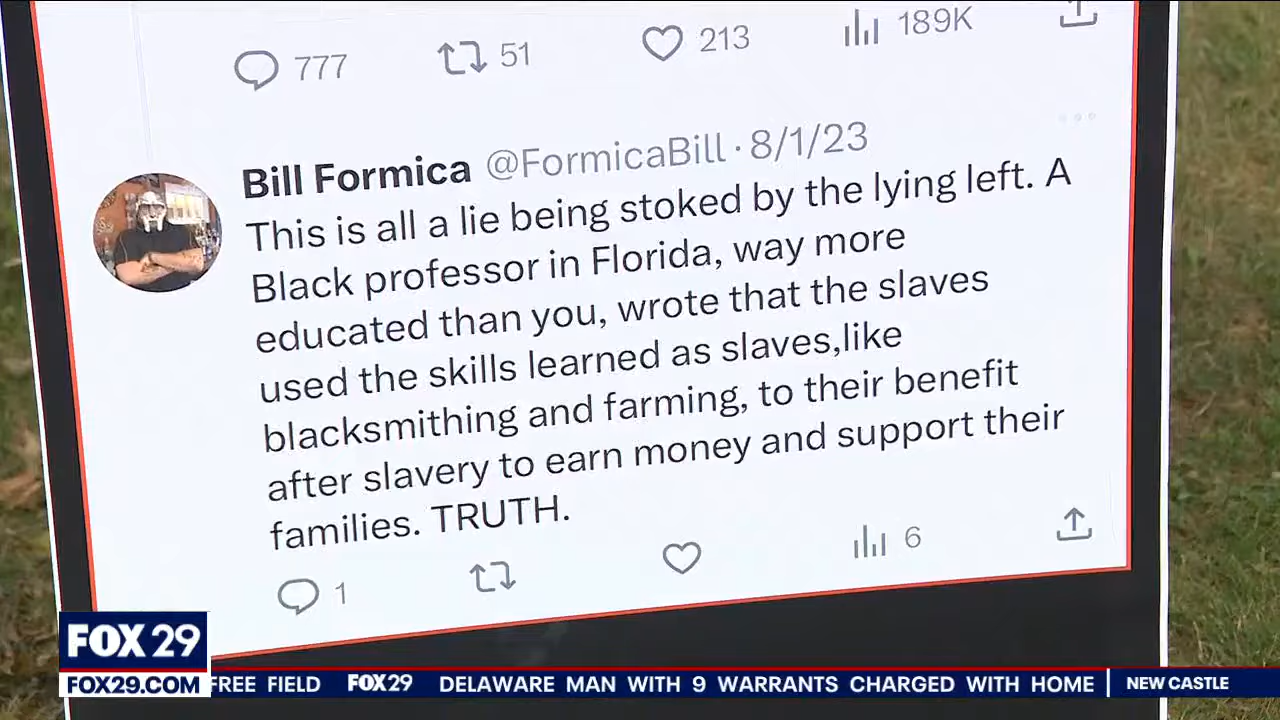 777 51 213 189K
Bill Formica @FormicaBill · 8/1/23
This is all a lie being stoked by the lying left. A
Black professor in Florida, way more
educated than you, wrote that the slaves
used the skills learned as slaves,like
blacksmithing and farming, to their benefit
after slavery to earn money and support their
families. TRUTH.
1 6
FOX 29
FOX29.COM
FREE FIELD FOX 29 DELAWARE MAN WITH 9 WARRANTS CHARGED WITH HOME NEW CASTLE